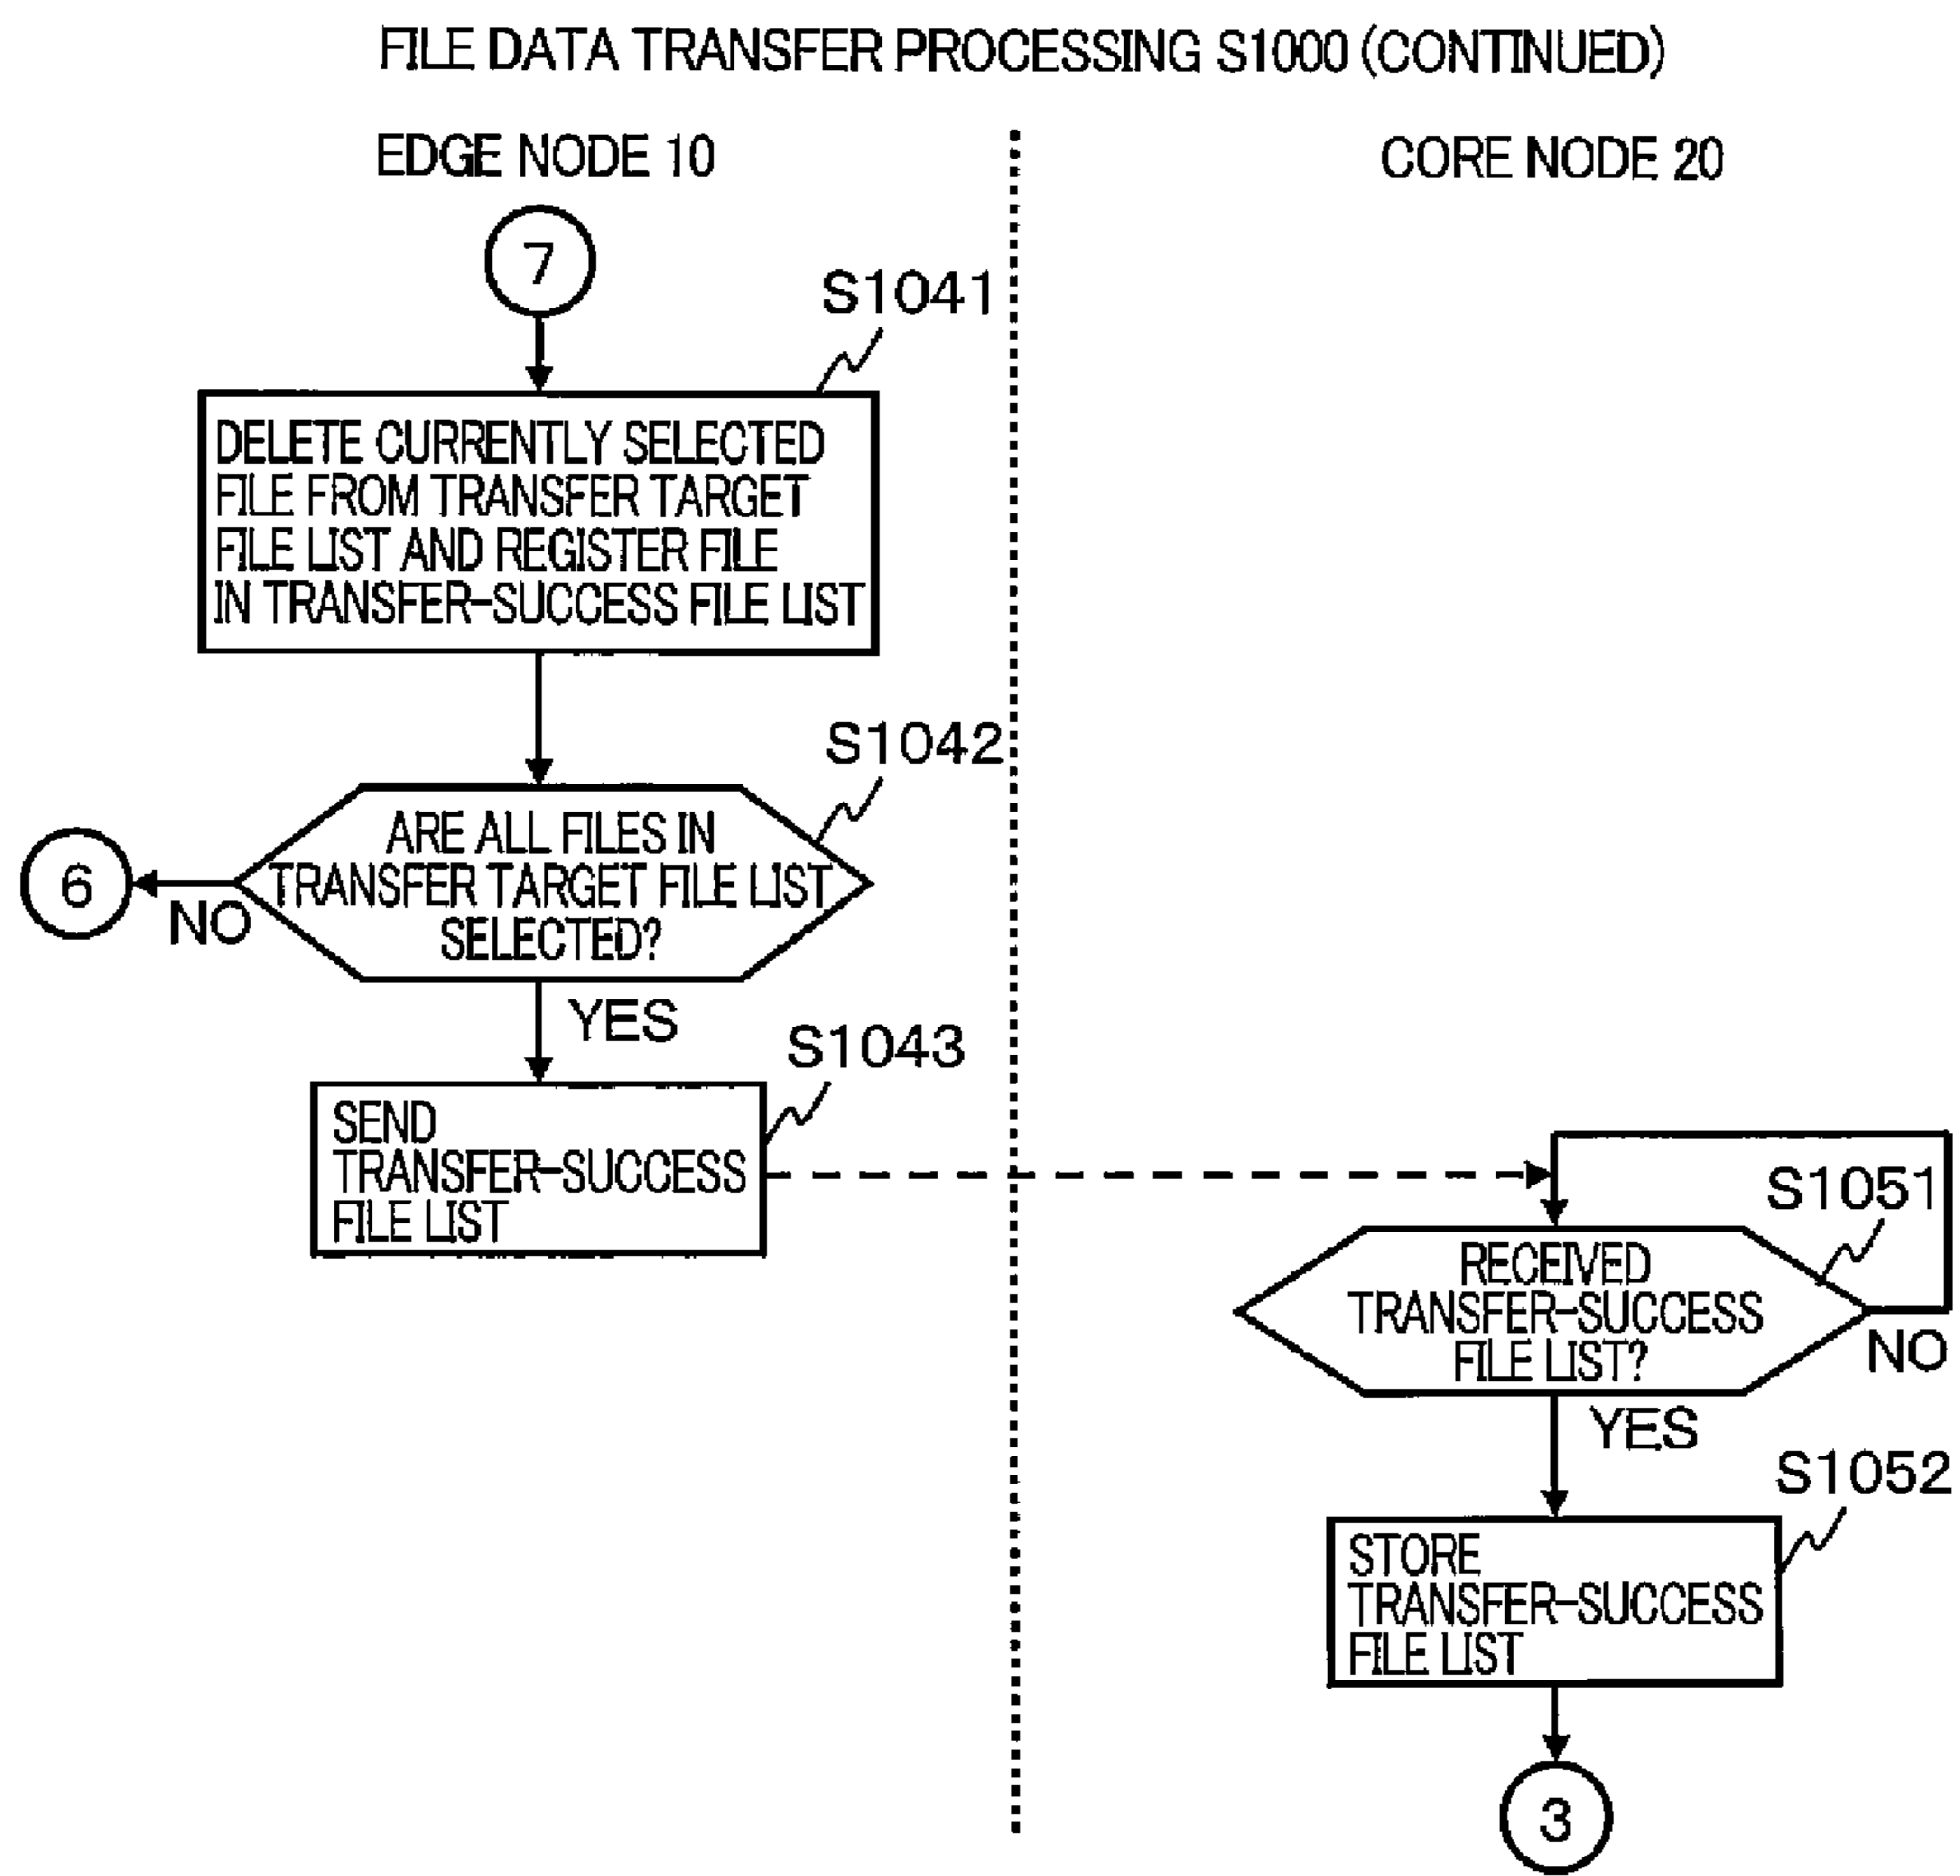 FILE DATA TRANSFER PROCESSING S1000 (CONTINUED)
EDGE NODE 10
CORE NODE 20
7
S1041
DELETE CURRENTLY SELECTED
FILE FROM TRANSFER TARGET
FILE LIST AND REGISTER FILE
IN TRANSFER-SUCCESS FILE LIST
S1042
ARE ALL FILES IN
TRANSFER TARGET FILE LIST
SELECTED?
6
NO
YES
S1043
SEND
TRANSFER-SUCCESS
FILE LIST
S1051
RECEIVED
TRANSFER-SUCCESS
FILE LIST?
NO
YES
S1052
STORE
TRANSFER-SUCCESS
FILE LIST
3